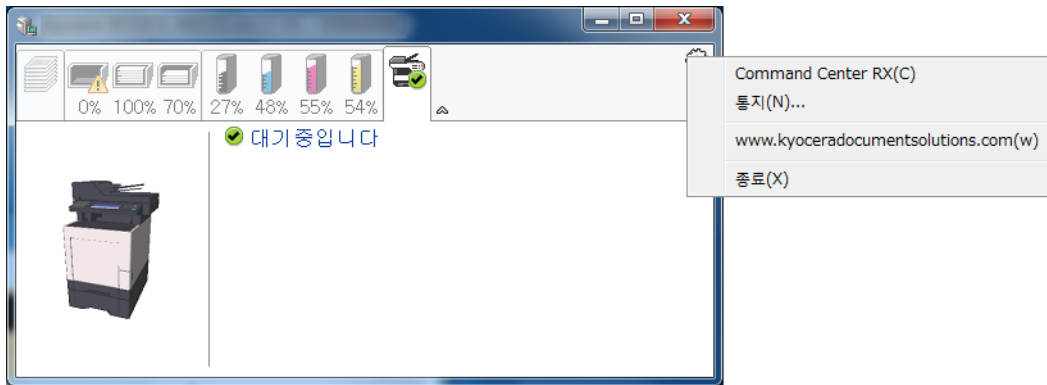 0% 100% 70% 27% 48% 55% 54%
대기중입니다
Command Center RX(C)
통지(N)...
www.kyoceradocumentsolutions.com(w)
종료(X)